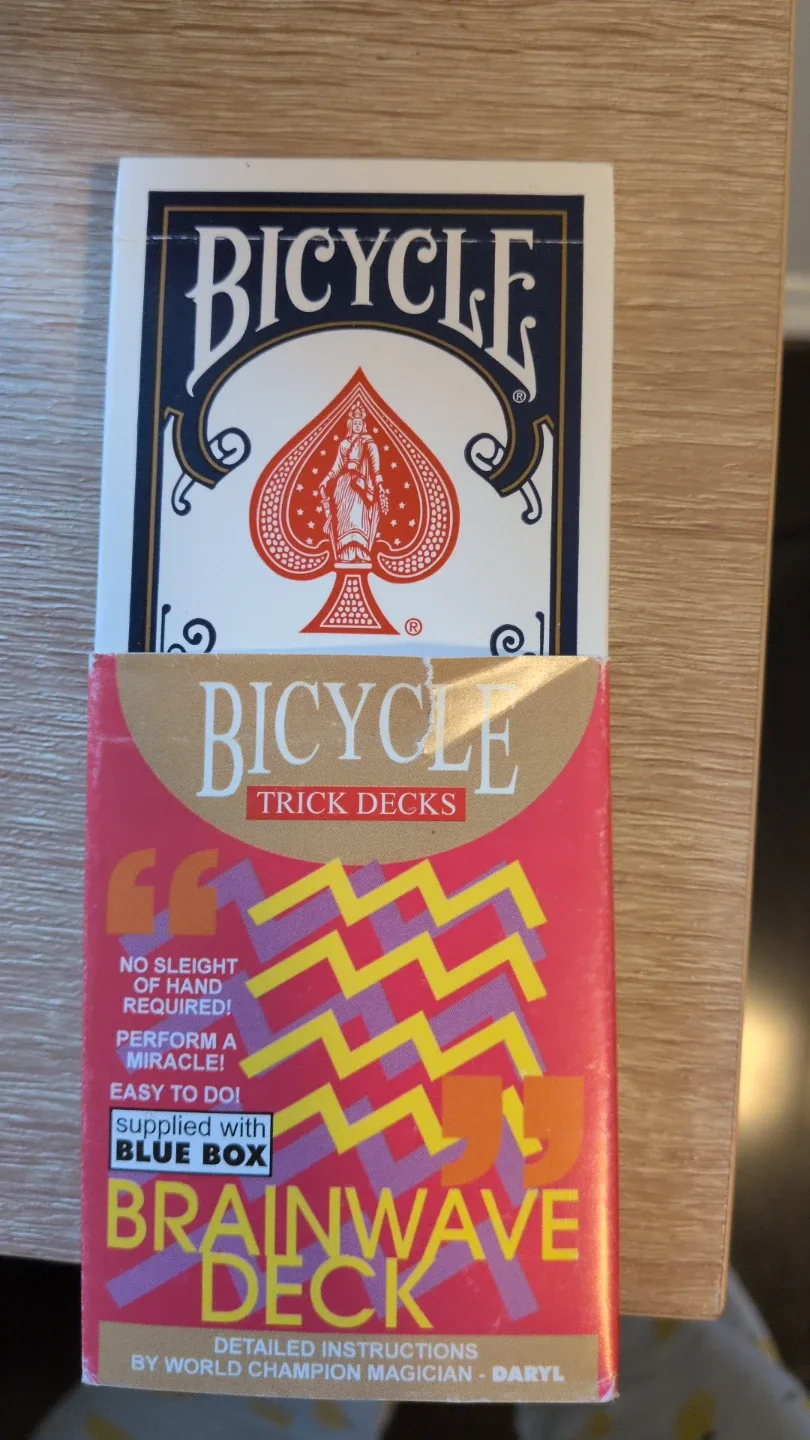 BICYCLE
®
®
BICYCLE
TRICK DECKS
“
NO SLEIGHT
OF HAND
REQUIRED!
PERFORM A
MIRACLE!
EASY TO DO!
supplied with
BLUE BOX
”
BRAINWAVE
DECK
DETAILED INSTRUCTIONS
BY WORLD CHAMPION MAGICIAN - DARYL